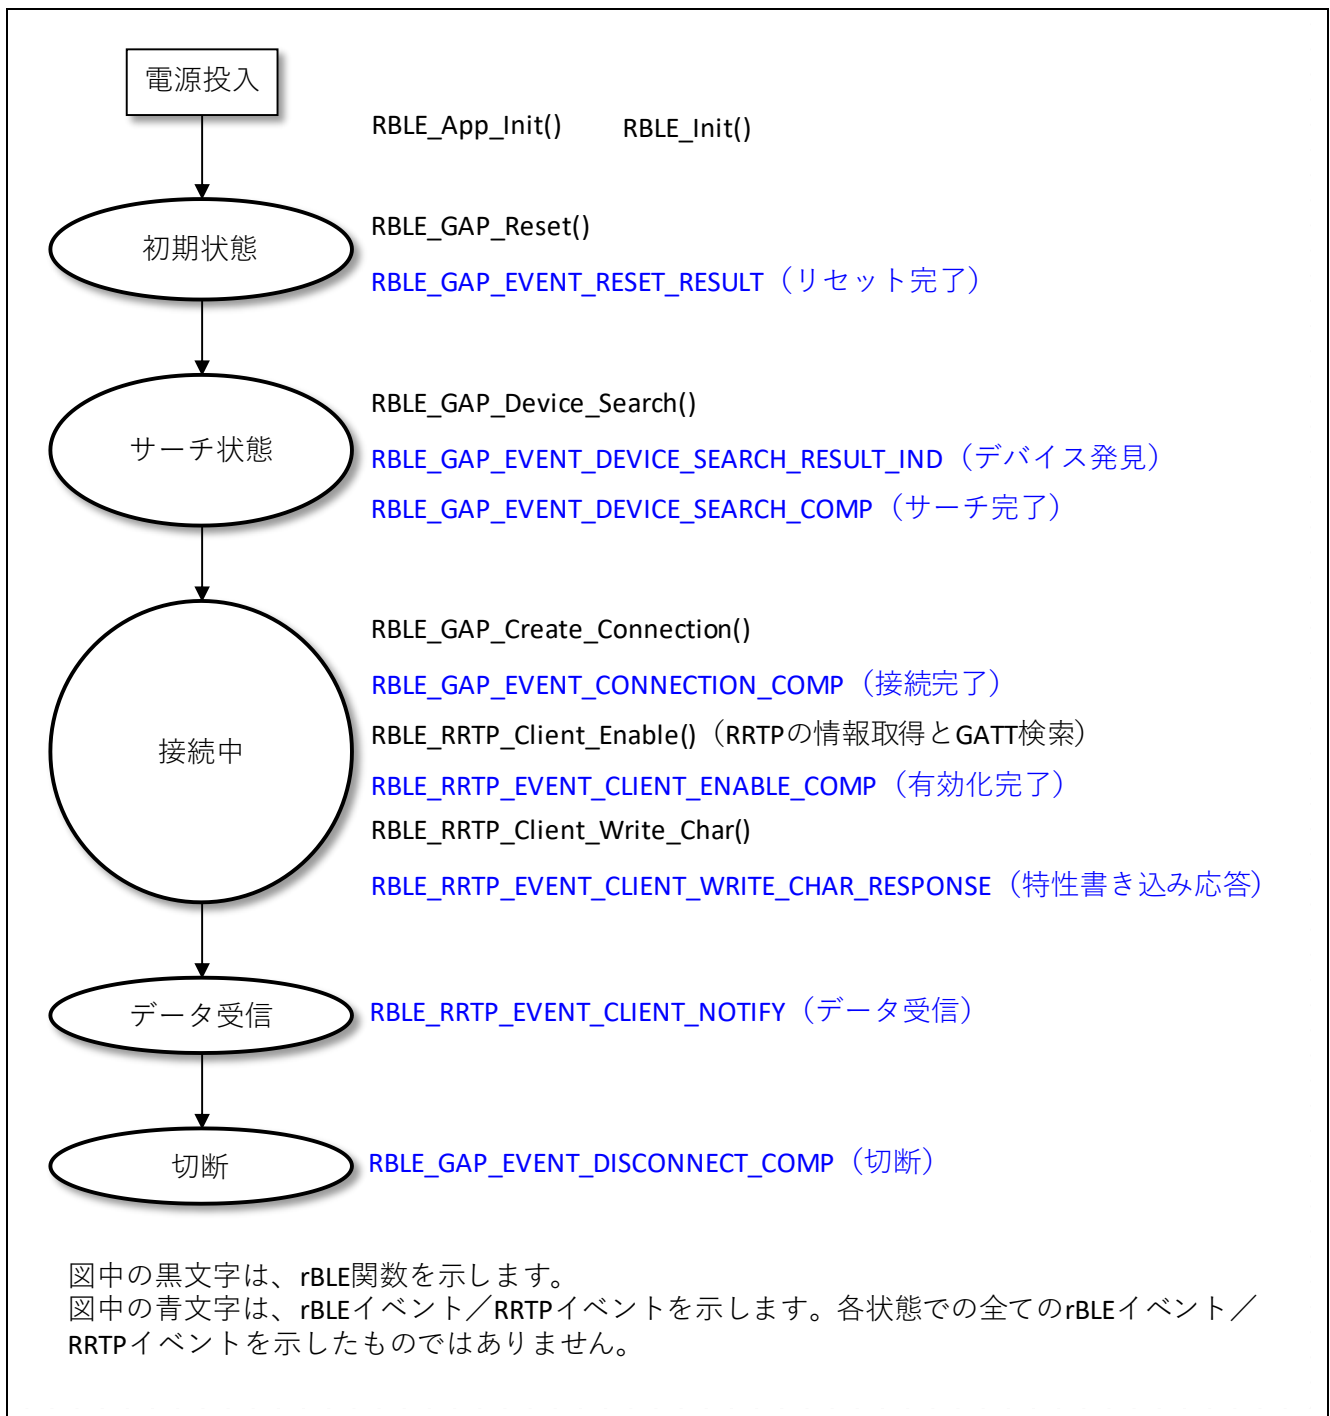 電源投入
RBLE_App_Init() RBLE_Init()
初期状態
RBLE_GAP_Reset()
RBLE_GAP_EVENT_RESET_RESULT（リセット完了）
サーチ状態
RBLE_GAP_Device_Search()
RBLE_GAP_EVENT_DEVICE_SEARCH_RESULT_IND（デバイス発見）
RBLE_GAP_EVENT_DEVICE_SEARCH_COMP（サーチ完了）
接続中
RBLE_GAP_Create_Connection()
RBLE_GAP_EVENT_CONNECTION_COMP（接続完了）
RBLE_RRTP_Client_Enable()（RRTPの情報取得とGATT検索）
RBLE_RRTP_EVENT_CLIENT_ENABLE_COMP（有効化完了）
RBLE_RRTP_Client_Write_Char()
RBLE_RRTP_EVENT_CLIENT_WRITE_CHAR_RESPONSE（特性書き込み応答）
データ受信
RBLE_RRTP_EVENT_CLIENT_NOTIFY（データ受信）
切断
RBLE_GAP_EVENT_DISCONNECT_COMP（切断）
図中の黒文字は、rBLE関数を示します。
図中の青文字は、rBLEイベント／RRTPイベントを示します。各状態での全てのrBLEイベント／
RRTPイベントを示したものではありません。